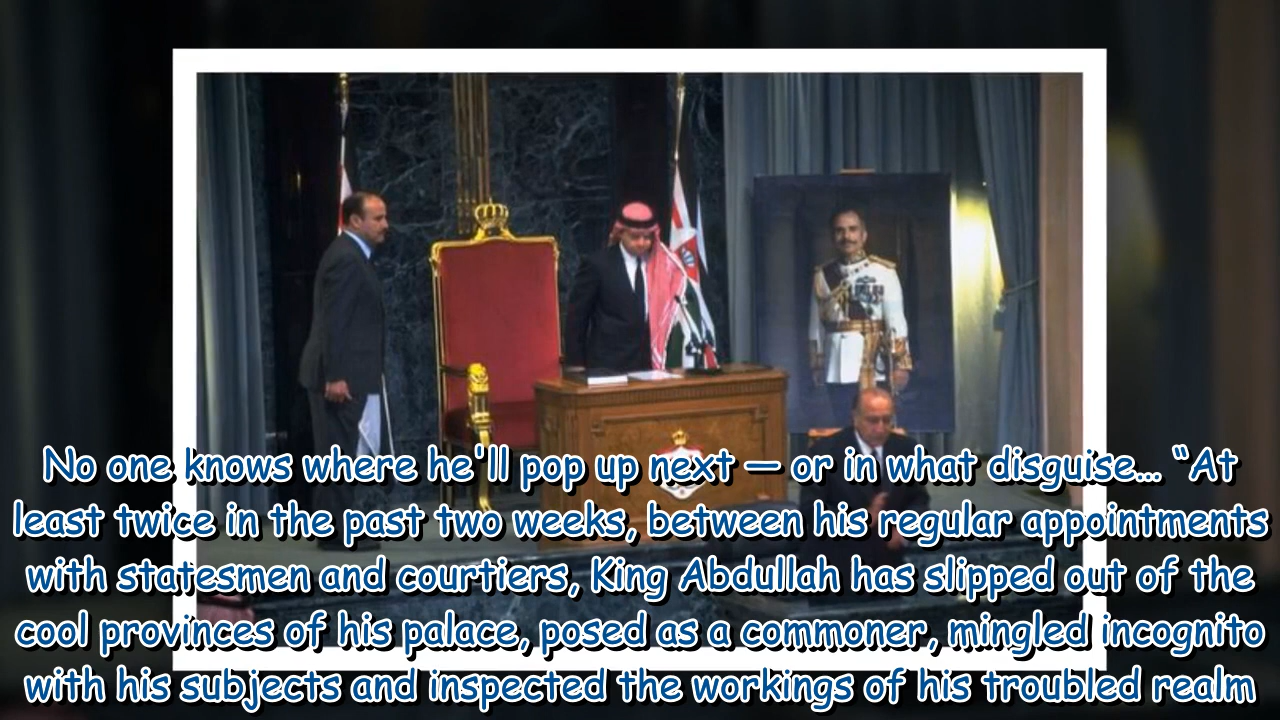 No one knows where he'll pop up next — or in what disguise... “At
least twice in the past two weeks, between his regular appointments
with statesmen and courtiers, King Abdullah has slipped out of the
cool provinces of his palace, posed as a commoner, mingled incognito
with his subjects and inspected the workings of his troubled realm